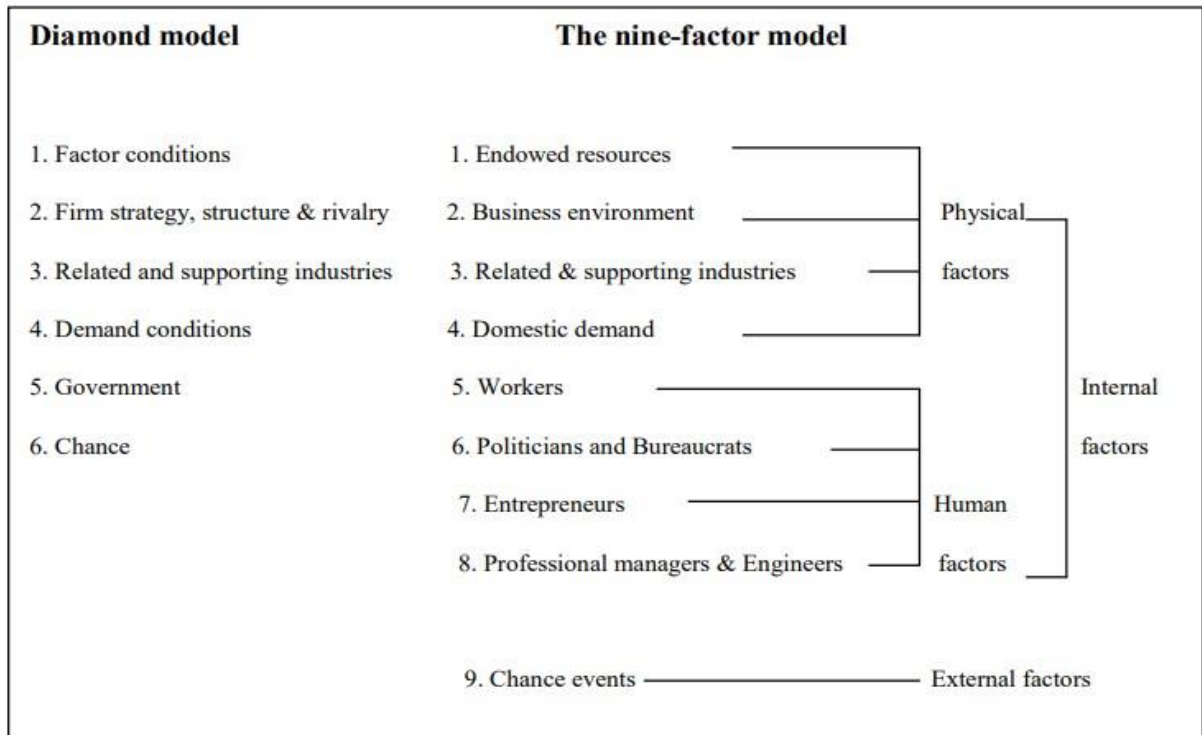 Diamond model The nine-factor model
1. Factor conditions 1. Endowed resources
2. Firm strategy, structure & rivalry 2. Business environment Physical
3. Related and supporting industries 3. Related & supporting industries factors
4. Demand conditions 4. Domestic demand
5. Government 5. Workers Internal
6. Chance 6. Politicians and Bureaucrats factors
7. Entrepreneurs Human
8. Professional managers & Engineers factors
9. Chance events External factors